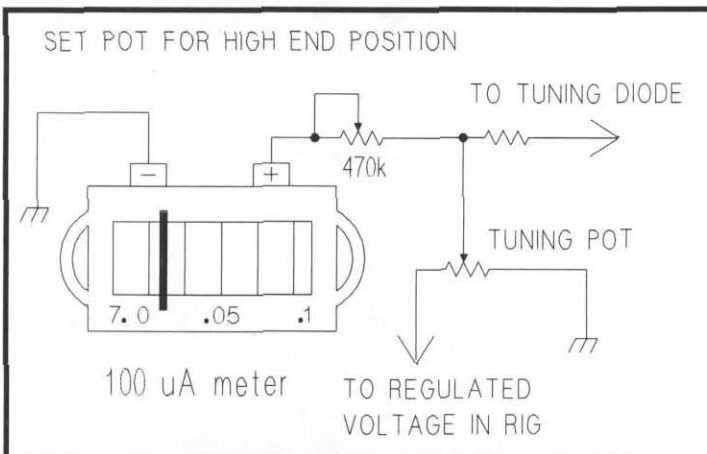 SET POT FOR HIGH END POSITION
TO TUNING DIODE
470k
− +
TUNING POT
7.0 .05 .1
100 uA meter
TO REGULATED
VOLTAGE IN RIG